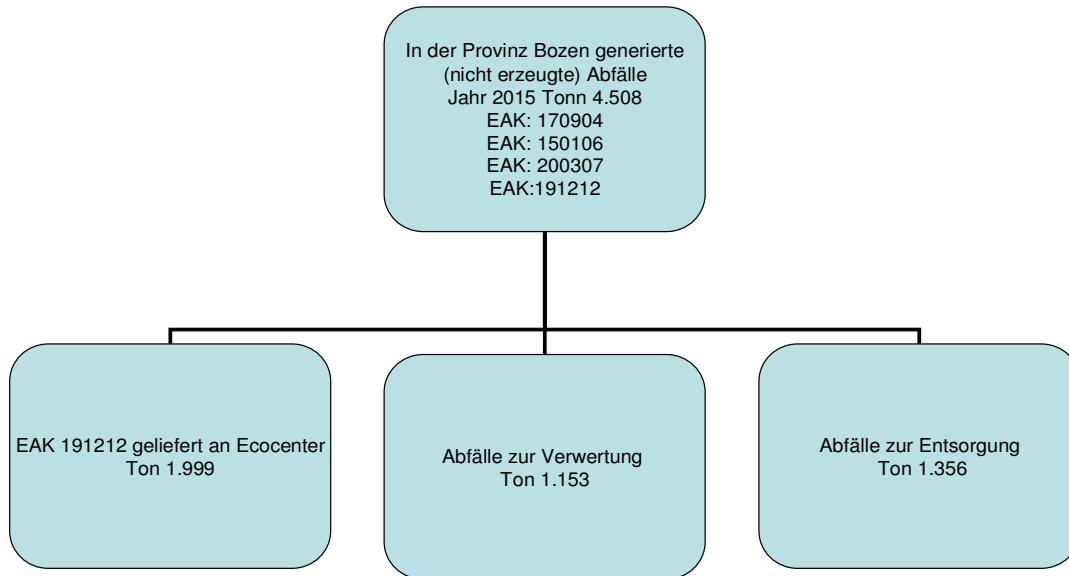 In der Provinz Bozen generierte
(nicht erzeugte) Abfälle
Jahr 2015 Tonn 4.508
EAK: 170904
EAK: 150106
EAK: 200307
EAK:191212
EAK 191212 geliefert an Ecocenter
Ton 1.999
Abfälle zur Verwertung
Ton 1.153
Abfälle zur Entsorgung
Ton 1.356